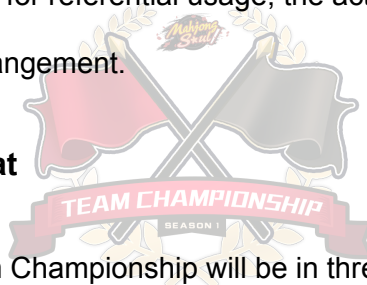 for referential usage, the
angement.
Mahjong
Soul
at
TEAM CHAMPIONSHIP
SEASON 1
Championship will be in